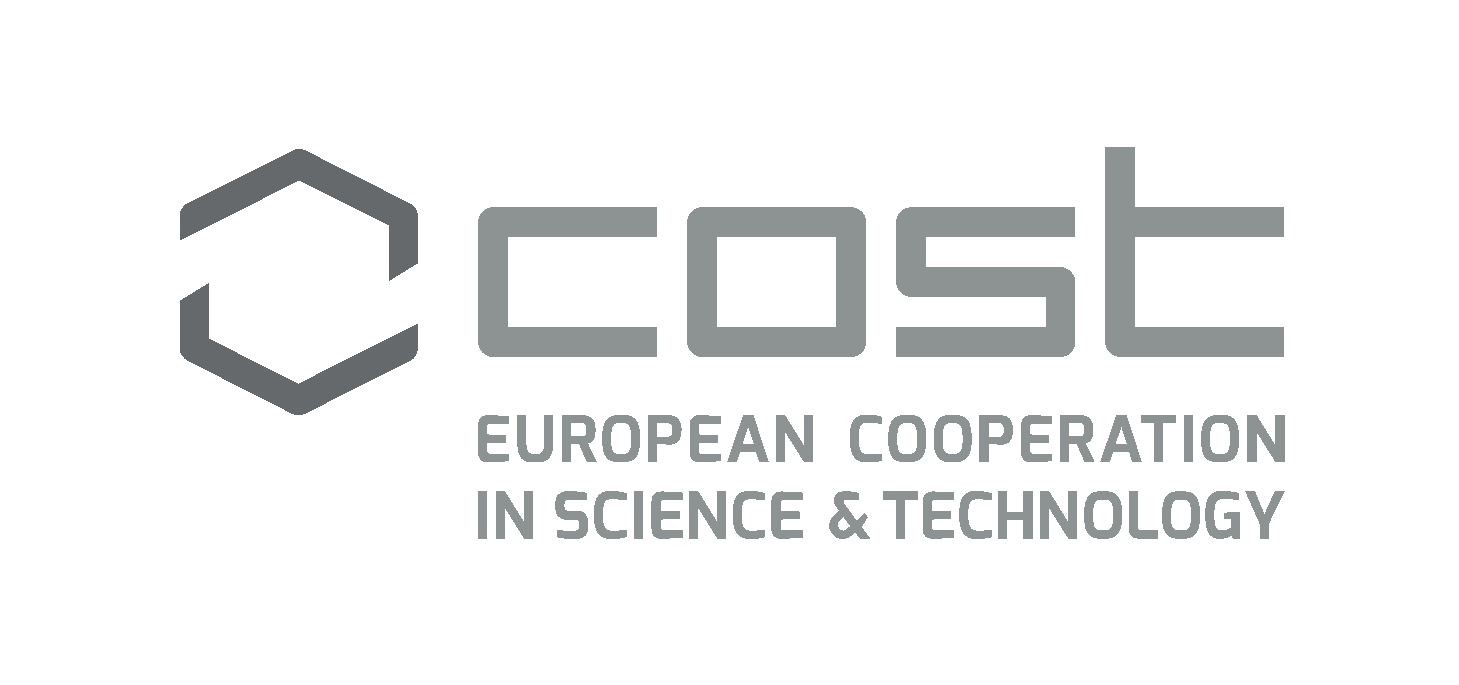 cost
EUROPEAN COOPERATION
IN SCIENCE & TECHNOLOGY